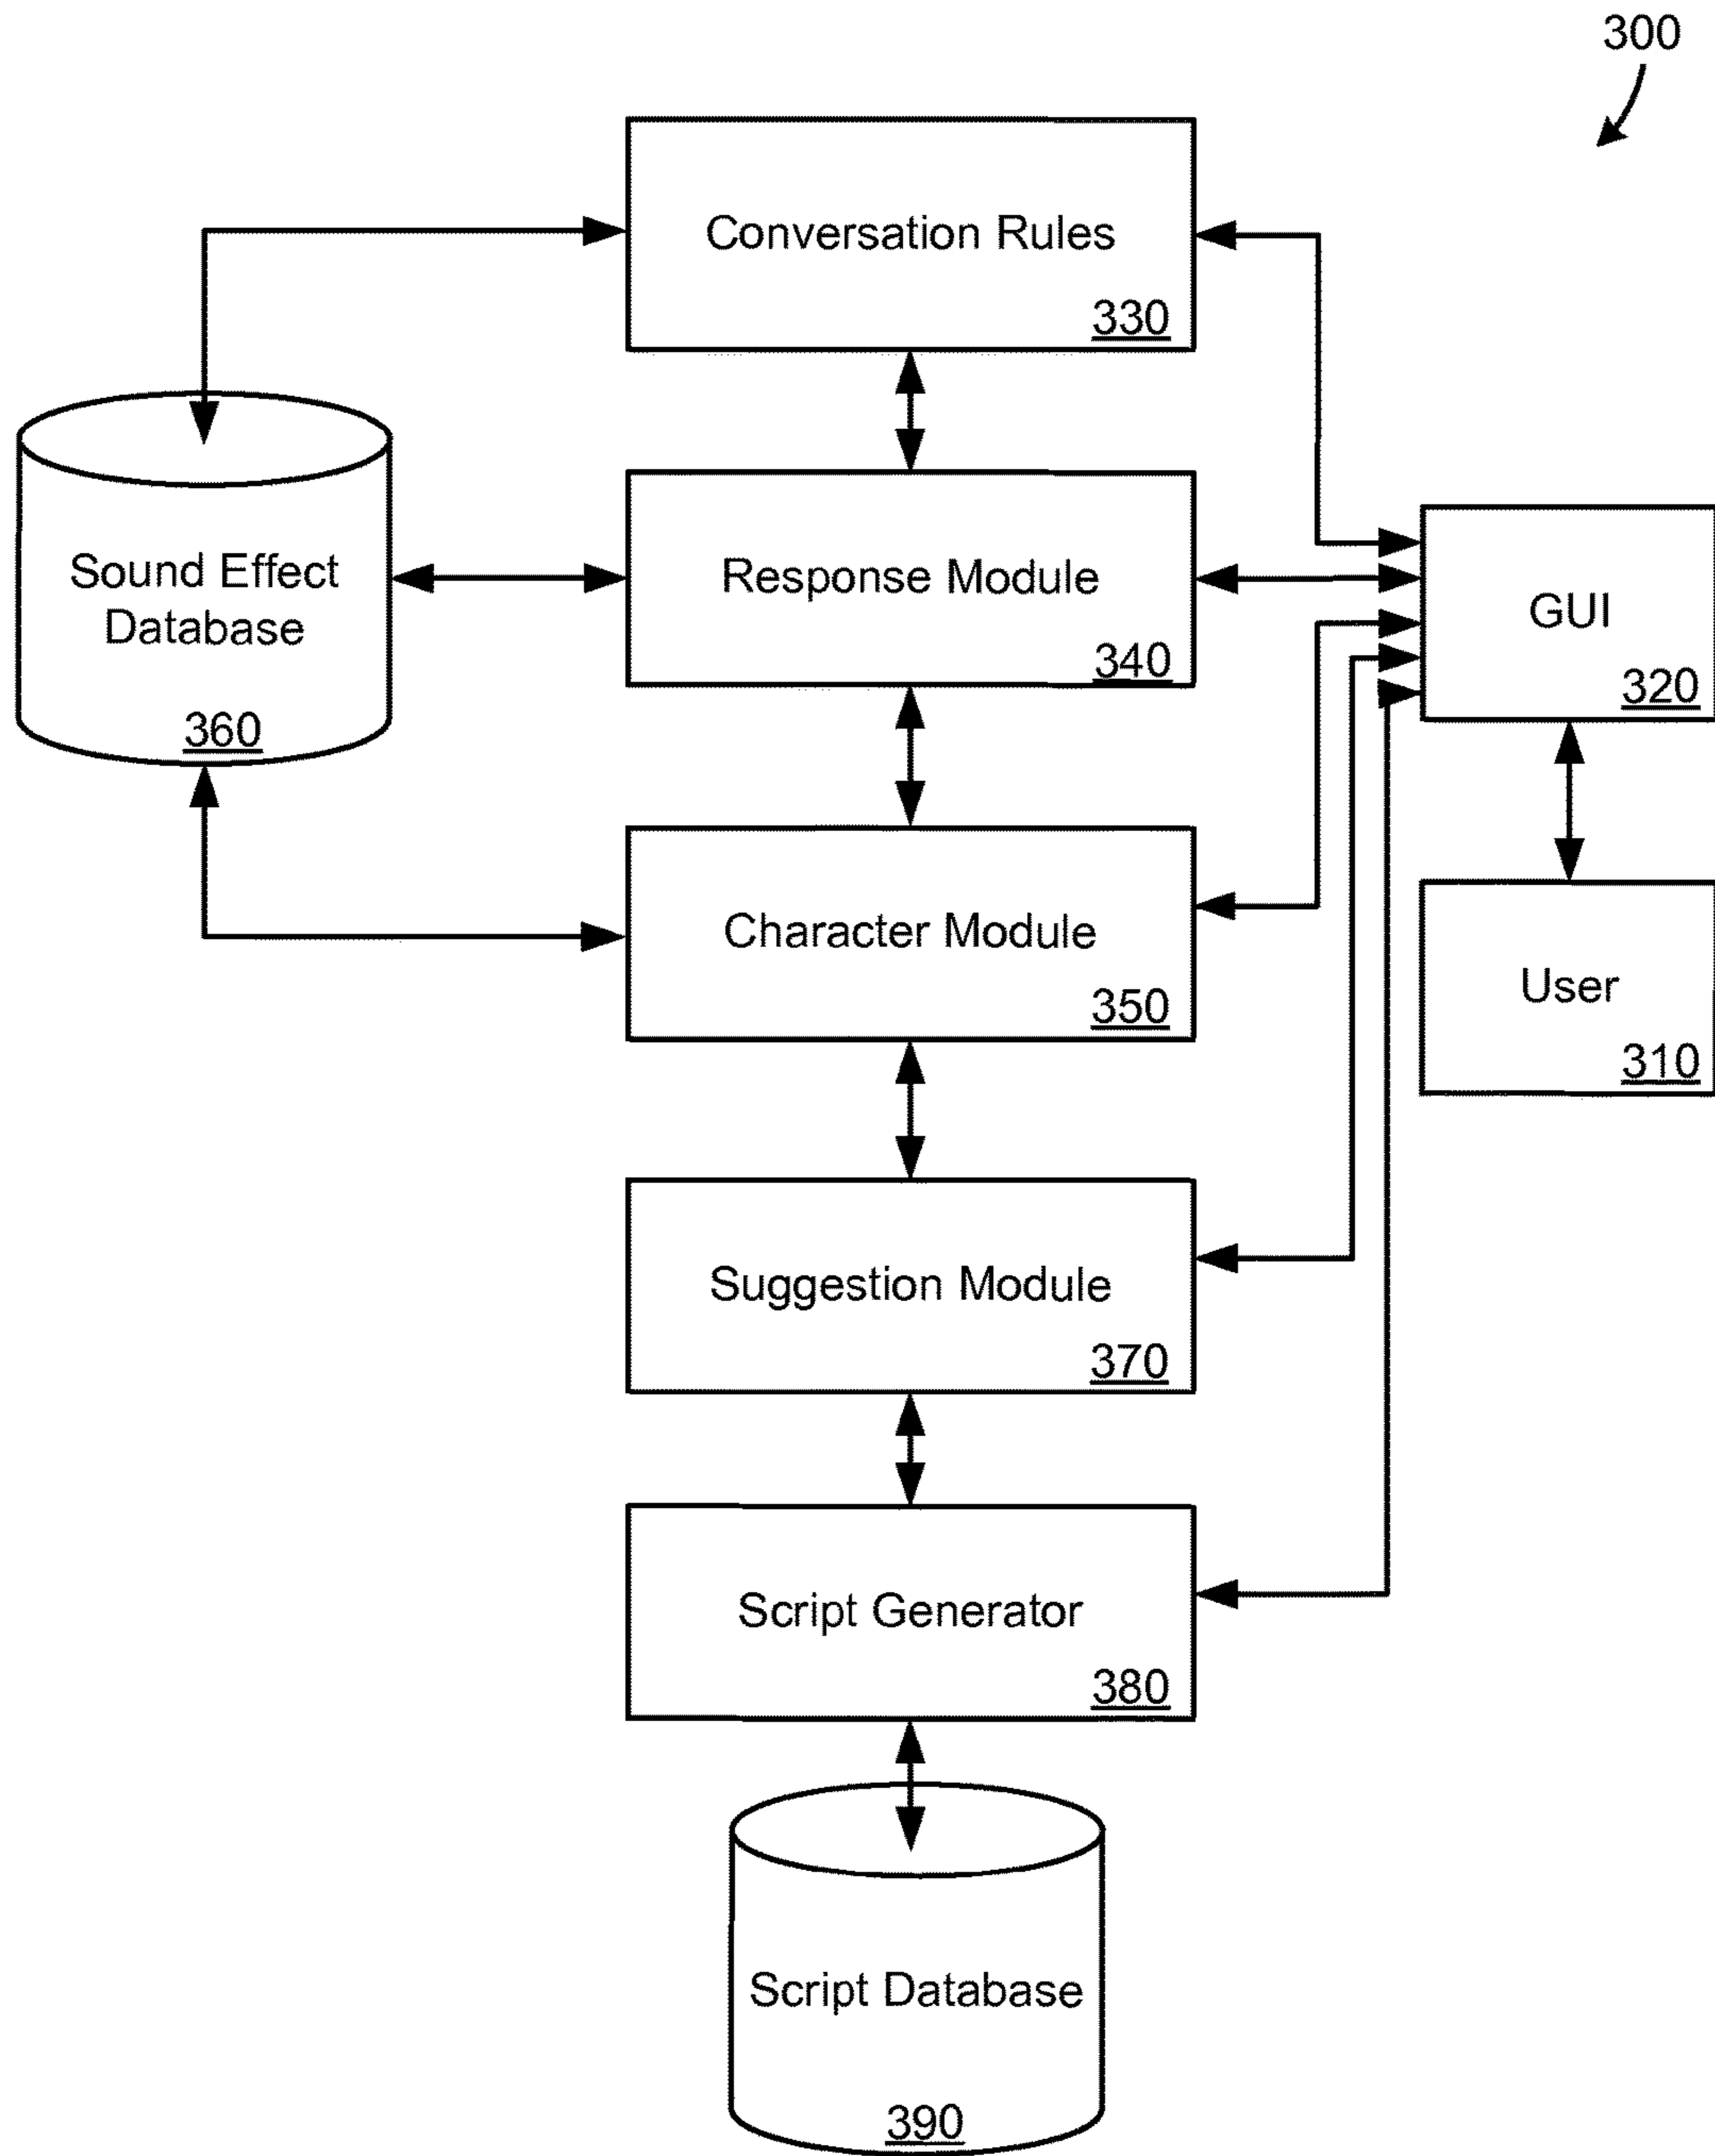 300
Conversation Rules
330
Sound Effect
Database
360
Response Module
340
GUI
320
Character Module
350
User
310
Suggestion Module
370
Script Generator
380
Script Database
390